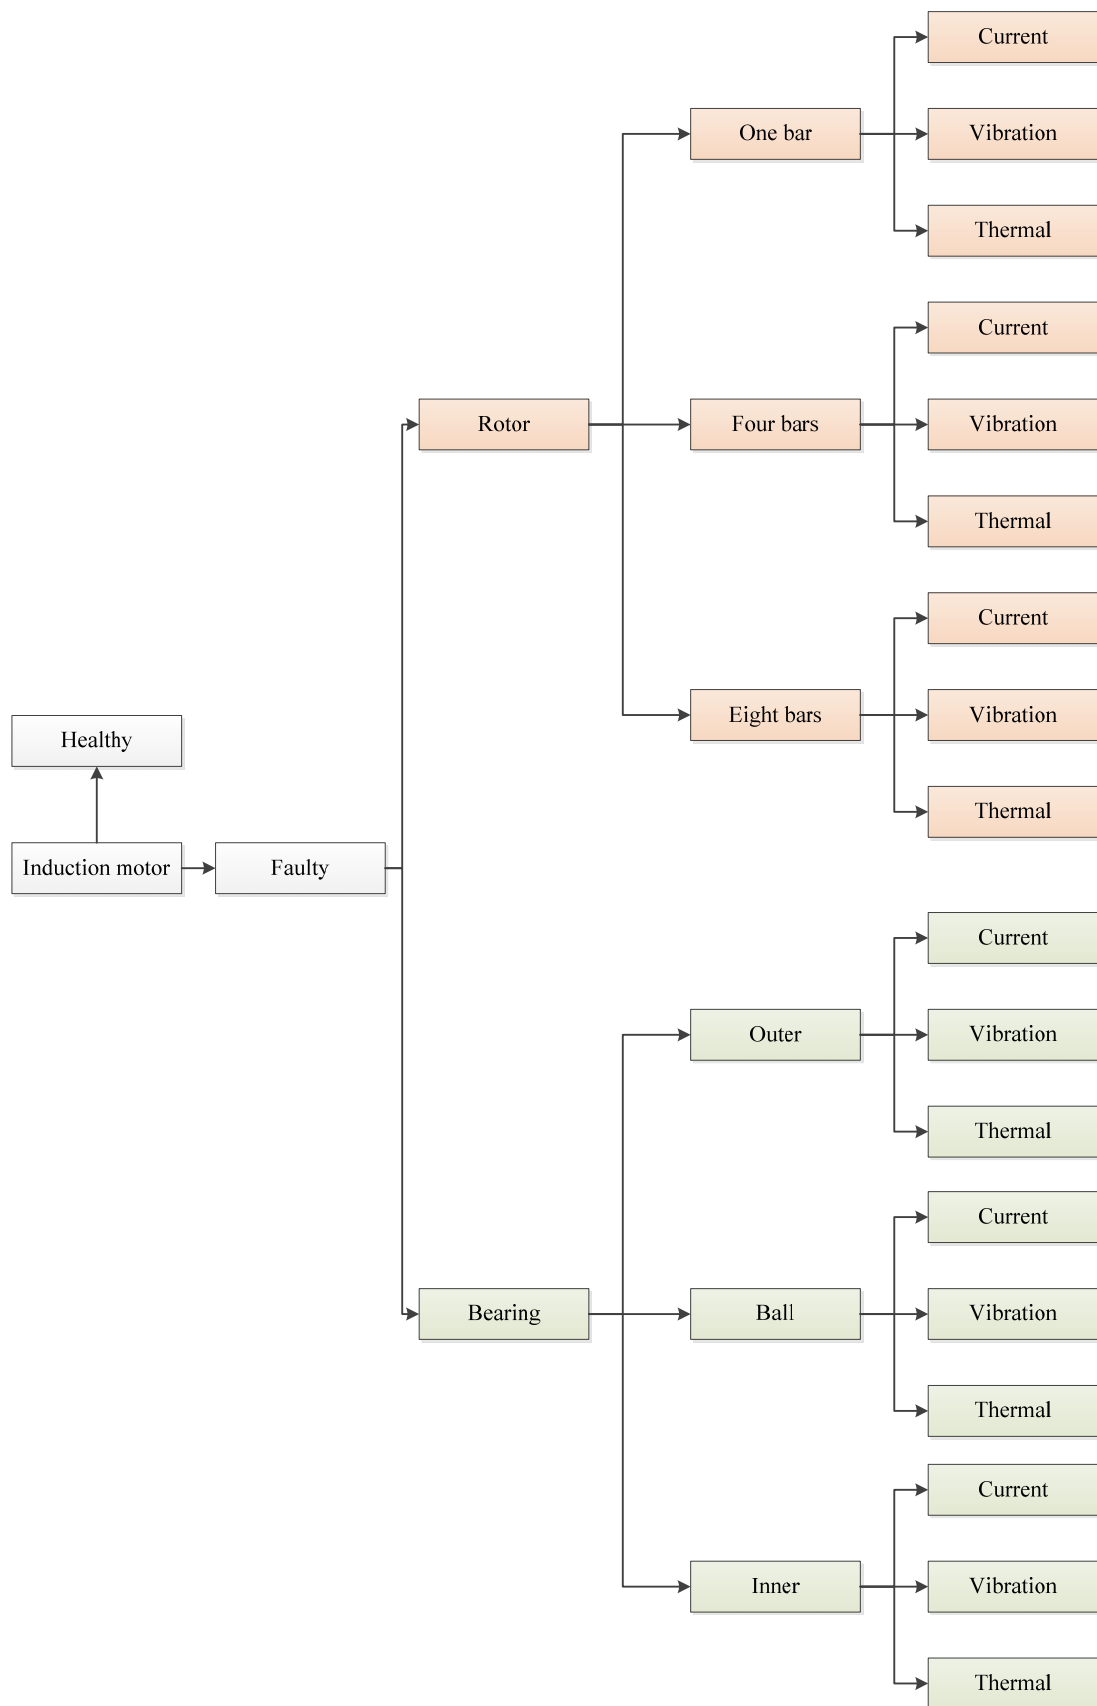 Current
One bar
Vibration
Thermal
Current
Rotor
Four bars
Vibration
Thermal
Current
Eight bars
Vibration
Healthy
Thermal
Induction motor
Faulty
Current
Outer
Vibration
Thermal
Current
Bearing
Ball
Vibration
Thermal
Current
Inner
Vibration
Thermal